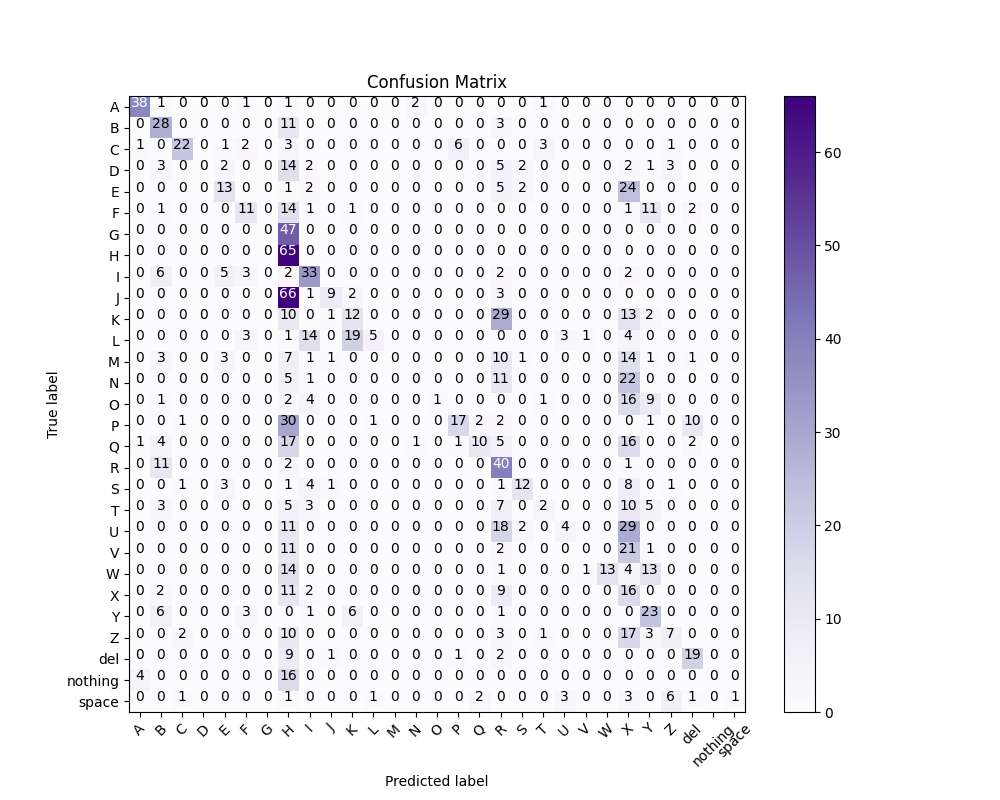 Confusion Matrix
A 38 1 0 0 0 1 0 1 0 0 0 0 0 2 0 0 0 0 0 1 0 0 0 0 0 0 0 0 0
B 0 28 0 0 0 0 0 11 0 0 0 0 0 0 0 0 0 3 0 0 0 0 0 0 0 0 0 0 0
C 1 0 22 0 1 2 0 3 0 0 0 0 0 0 0 6 0 0 0 3 0 0 0 0 0 1 0 0 0
D 0 3 0 0 2 0 0 14 2 0 0 0 0 0 0 0 0 5 2 0 0 0 0 2 1 3 0 0 0
E 0 0 0 0 13 0 0 1 2 0 0 0 0 0 0 0 0 5 2 0 0 0 0 24 0 0 0 0 0
F 0 1 0 0 0 11 0 14 1 0 1 0 0 0 0 0 0 0 0 0 0 0 0 1 11 0 2 0 0
G 0 0 0 0 0 0 0 47 0 0 0 0 0 0 0 0 0 0 0 0 0 0 0 0 0 0 0 0 0
H 0 0 0 0 0 0 0 65 0 0 0 0 0 0 0 0 0 0 0 0 0 0 0 0 0 0 0 0 0
I 0 6 0 0 5 3 0 2 33 0 0 0 0 0 0 0 0 2 0 0 0 0 0 2 0 0 0 0 0
J 0 0 0 0 0 0 0 66 1 9 2 0 0 0 0 0 0 3 0 0 0 0 0 0 0 0 0 0 0
K 0 0 0 0 0 0 0 10 0 1 12 0 0 0 0 0 0 29 0 0 0 0 0 13 2 0 0 0 0
L 0 0 0 0 0 3 0 1 14 0 19 5 0 0 0 0 0 0 0 0 3 1 0 4 0 0 0 0 0
M 0 3 0 0 3 0 0 7 1 1 0 0 0 0 0 0 0 10 1 0 0 0 0 14 1 0 1 0 0
N 0 0 0 0 0 0 0 5 1 0 0 0 0 0 0 0 0 11 0 0 0 0 0 22 0 0 0 0 0
O 0 1 0 0 0 0 0 2 4 0 0 0 0 0 1 0 0 0 0 1 0 0 0 16 9 0 0 0 0
P 0 0 1 0 0 0 0 30 0 0 0 1 0 0 0 17 2 2 0 0 0 0 0 0 1 0 10 0 0
Q 1 4 0 0 0 0 0 17 0 0 0 0 0 1 0 1 10 5 0 0 0 0 0 16 0 0 2 0 0
R 0 11 0 0 0 0 0 2 0 0 0 0 0 0 0 0 0 40 0 0 0 0 0 1 0 0 0 0 0
S 0 0 1 0 3 0 0 1 4 1 0 0 0 0 0 0 0 1 12 0 0 0 0 8 0 1 0 0 0
T 0 3 0 0 0 0 0 5 3 0 0 0 0 0 0 0 0 7 0 2 0 0 0 10 5 0 0 0 0
U 0 0 0 0 0 0 0 11 0 0 0 0 0 0 0 0 0 18 2 0 4 0 0 29 0 0 0 0 0
V 0 0 0 0 0 0 0 11 0 0 0 0 0 0 0 0 0 2 0 0 0 0 0 21 1 0 0 0 0
W 0 0 0 0 0 0 0 14 0 0 0 0 0 0 0 0 0 1 0 0 0 1 13 4 13 0 0 0 0
X 0 2 0 0 0 0 0 11 2 0 0 0 0 0 0 0 0 9 0 0 0 0 0 16 0 0 0 0 0
Y 0 6 0 0 0 3 0 0 1 0 6 0 0 0 0 0 0 1 0 0 0 0 0 0 23 0 0 0 0
Z 0 0 2 0 0 0 0 10 0 0 0 0 0 0 0 0 0 3 0 1 0 0 0 17 3 7 0 0 0
del 0 0 0 0 0 0 0 9 0 1 0 0 0 0 0 1 0 2 0 0 0 0 0 0 0 0 19 0 0
nothing 4 0 0 0 0 0 0 16 0 0 0 0 0 0 0 0 0 0 0 0 0 0 0 0 0 0 0 0 0
space 0 0 1 0 0 0 0 1 0 0 0 1 0 0 0 0 2 0 0 0 3 0 0 3 0 6 1 0 1
A B C D E F G H I J K L M N O P Q R S T U V W X Y Z del nothing space
Predicted label
True label
60
50
40
30
20
10
0